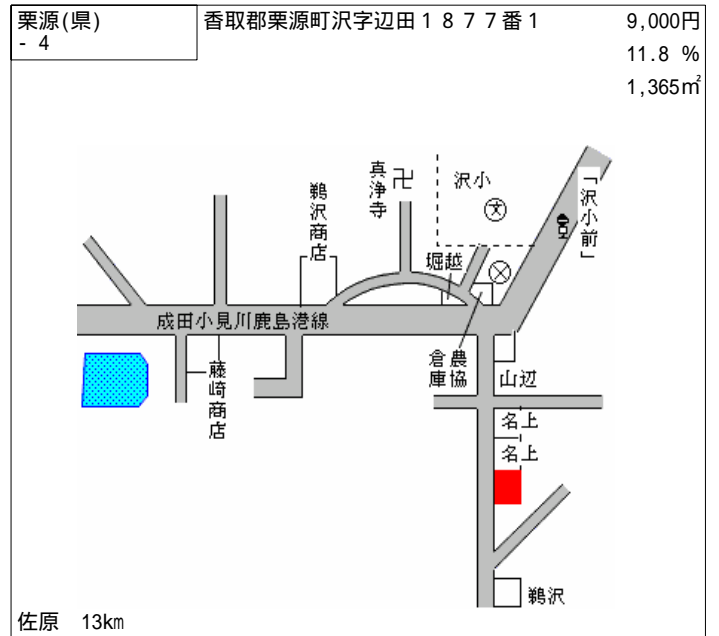 栗源(県)
- 4
香取郡栗源町沢字辺田１８７７番１
9,000円
11.8 %
1,365㎡
真浄寺
沢小
文
「沢小前」
鵜沢商店
堀越
成田小見川鹿島港線
農協
倉庫
藤崎商店
山辺
名上
名上
鵜沢
佐原 13km